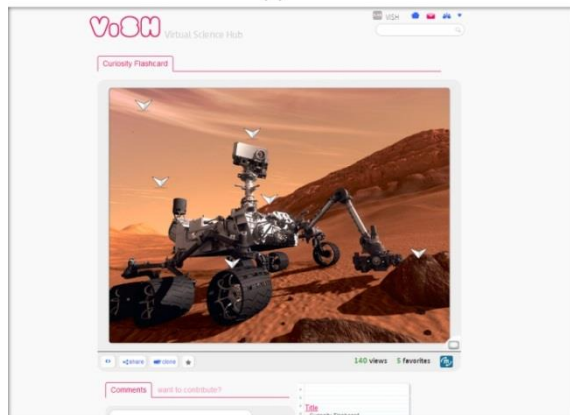 ViSH Virtual Science Hub
ViSH
Curiosity Flashcard
share
clone
140 views 5 favorites
Comments want to contribute?
Title
Curiosity Flashcard